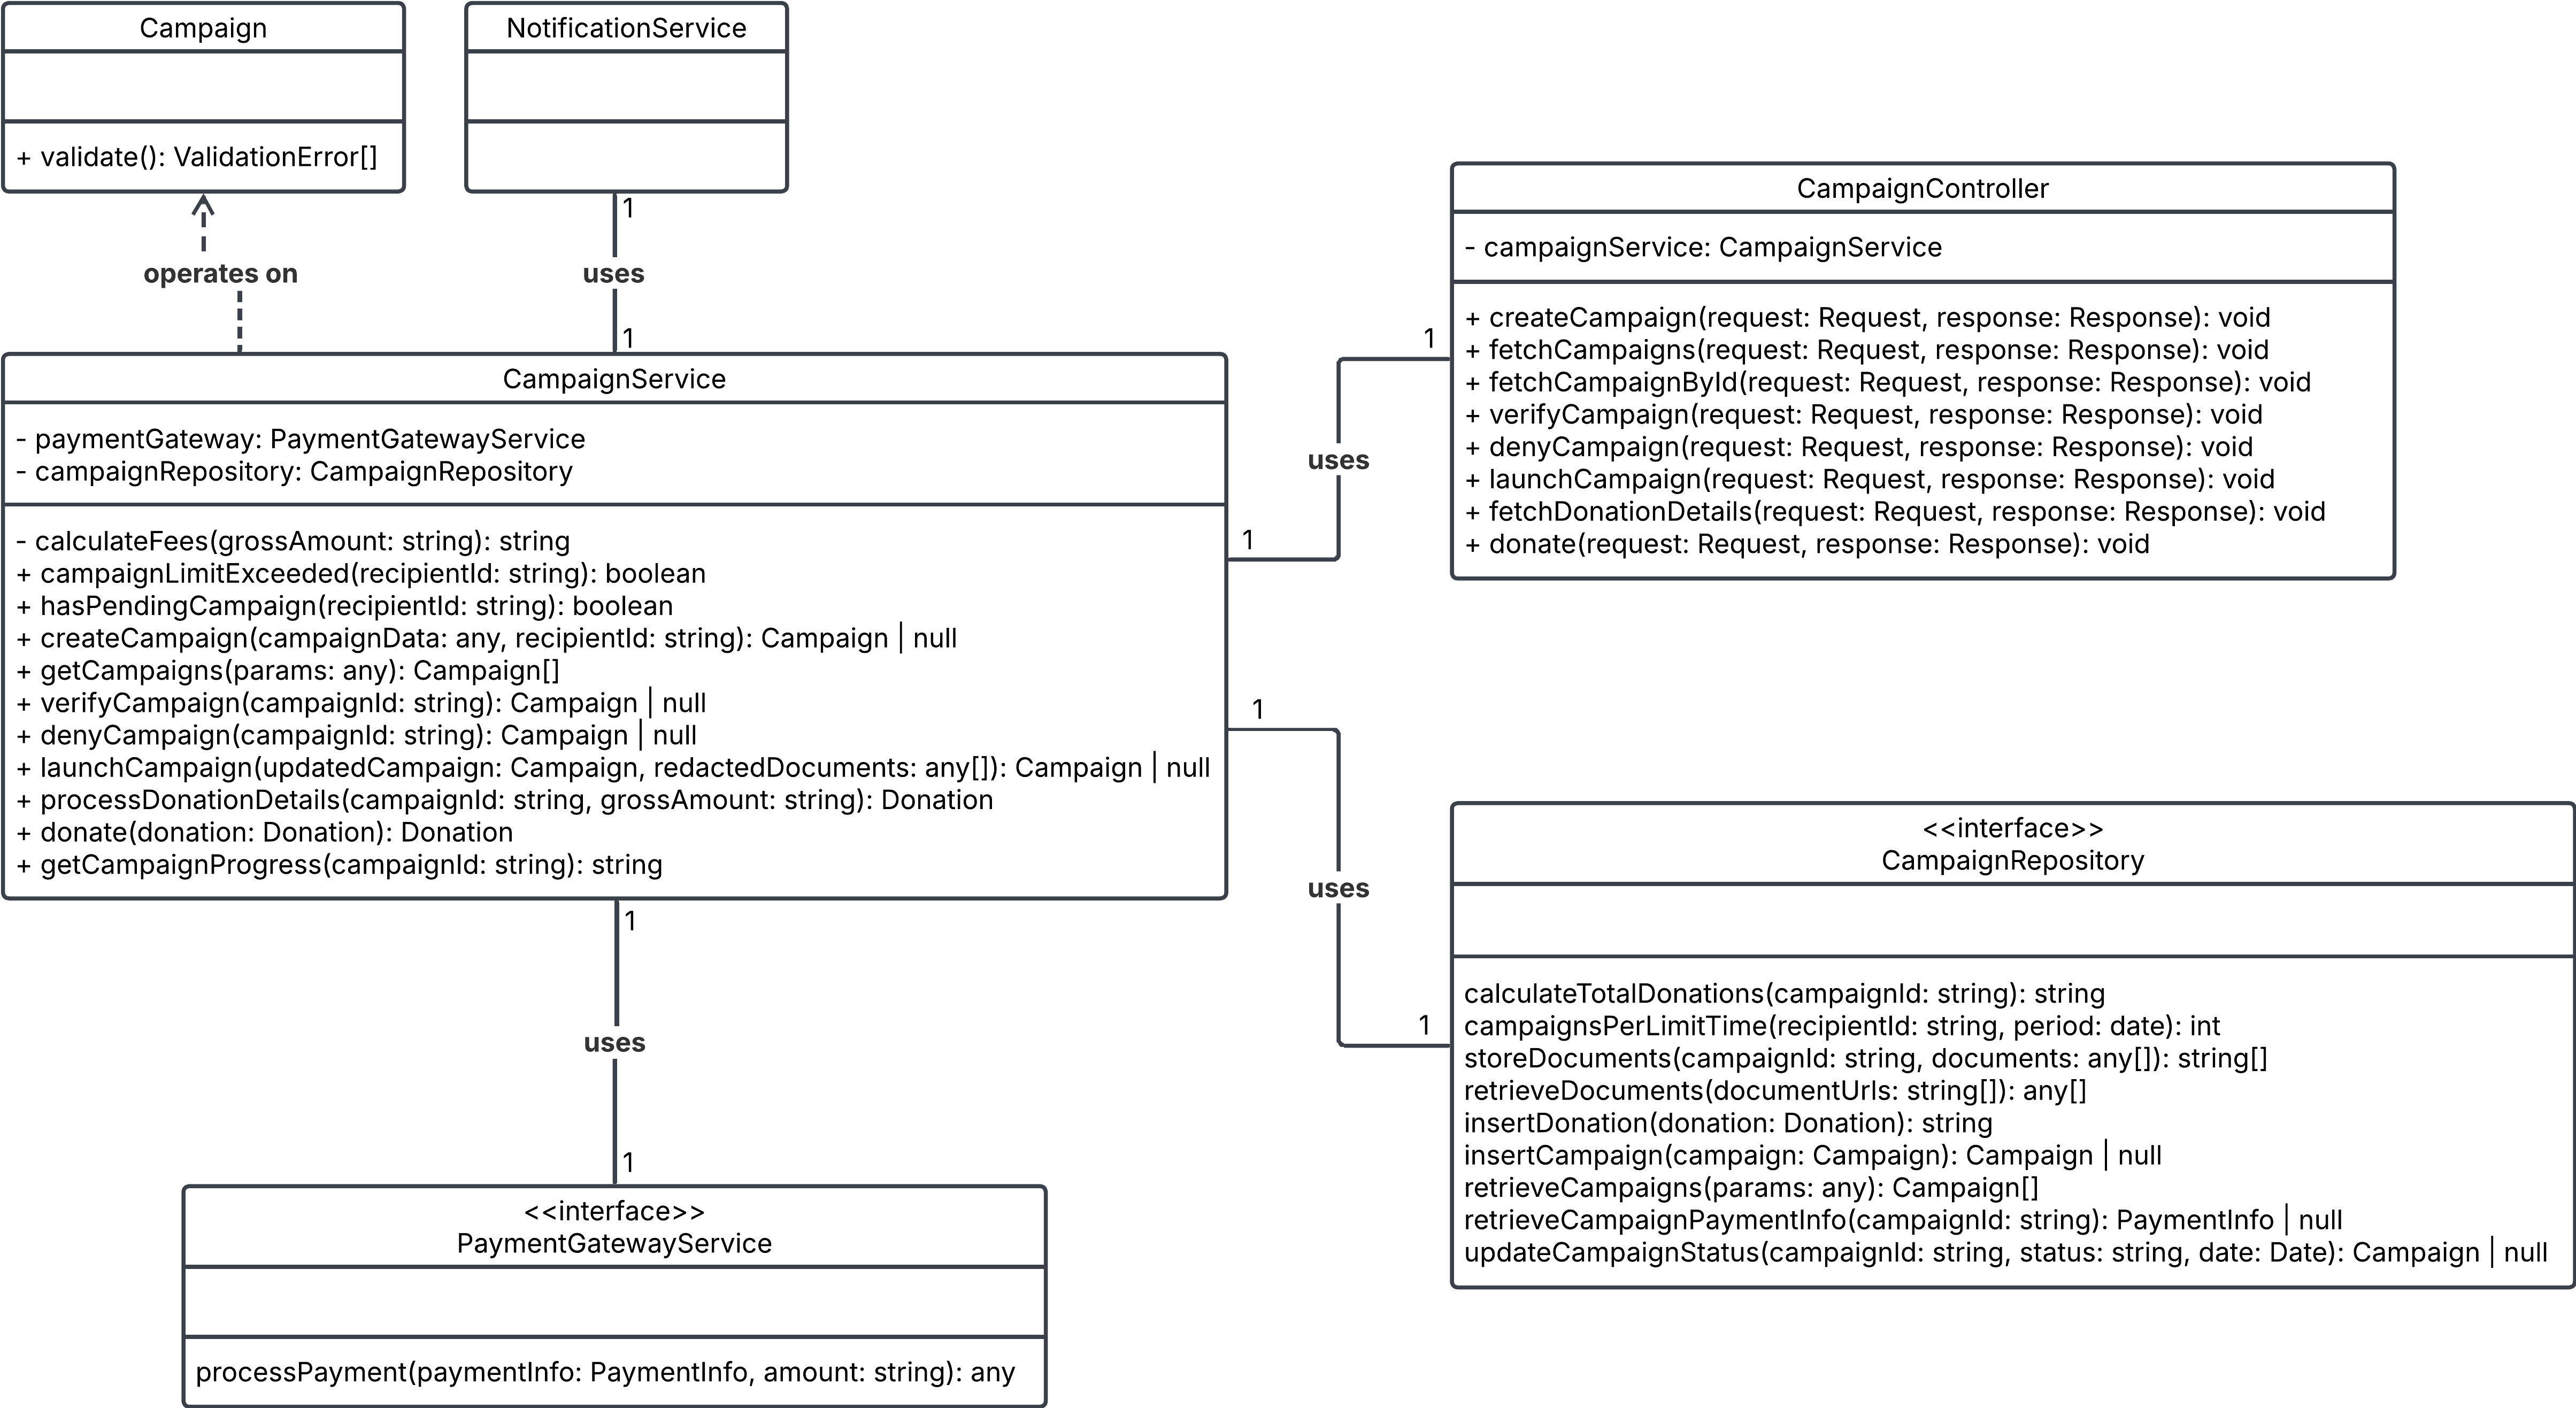 Campaign
+ validate(): ValidationError[]
NotificationService
1
uses
1
operates on
CampaignController
- campaignService: CampaignService
+ createCampaign(request: Request, response: Response): void
+ fetchCampaigns(request: Request, response: Response): void
+ fetchCampaignById(request: Request, response: Response): void
+ verifyCampaign(request: Request, response: Response): void
+ denyCampaign(request: Request, response: Response): void
+ launchCampaign(request: Request, response: Response): void
+ fetchDonationDetails(request: Request, response: Response): void
+ donate(request: Request, response: Response): void
1
uses
1
CampaignService
- paymentGateway: PaymentGatewayService
- campaignRepository: CampaignRepository
- calculateFees(grossAmount: string): string
+ campaignLimitExceeded(recipientId: string): boolean
+ hasPendingCampaign(recipientId: string): boolean
+ createCampaign(campaignData: any, recipientId: string): Campaign | null
+ getCampaigns(params: any): Campaign[]
+ verifyCampaign(campaignId: string): Campaign | null
+ denyCampaign(campaignId: string): Campaign | null
+ launchCampaign(updatedCampaign: Campaign, redactedDocuments: any[]): Campaign | null
+ processDonationDetails(campaignId: string, grossAmount: string): Donation
+ donate(donation: Donation): Donation
+ getCampaignProgress(campaignId: string): string
1
uses
1
<<interface>>
CampaignRepository
calculateTotalDonations(campaignId: string): string
campaignsPerLimitTime(recipientId: string, period: date): int
storeDocuments(campaignId: string, documents: any[]): string[]
retrieveDocuments(documentUrls: string[]): any[]
insertDonation(donation: Donation): string
insertCampaign(campaign: Campaign): Campaign | null
retrieveCampaigns(params: any): Campaign[]
retrieveCampaignPaymentInfo(campaignId: string): PaymentInfo | null
updateCampaignStatus(campaignId: string, status: string, date: Date): Campaign | null
1
uses
1
<<interface>>
PaymentGatewayService
processPayment(paymentInfo: PaymentInfo, amount: string): any